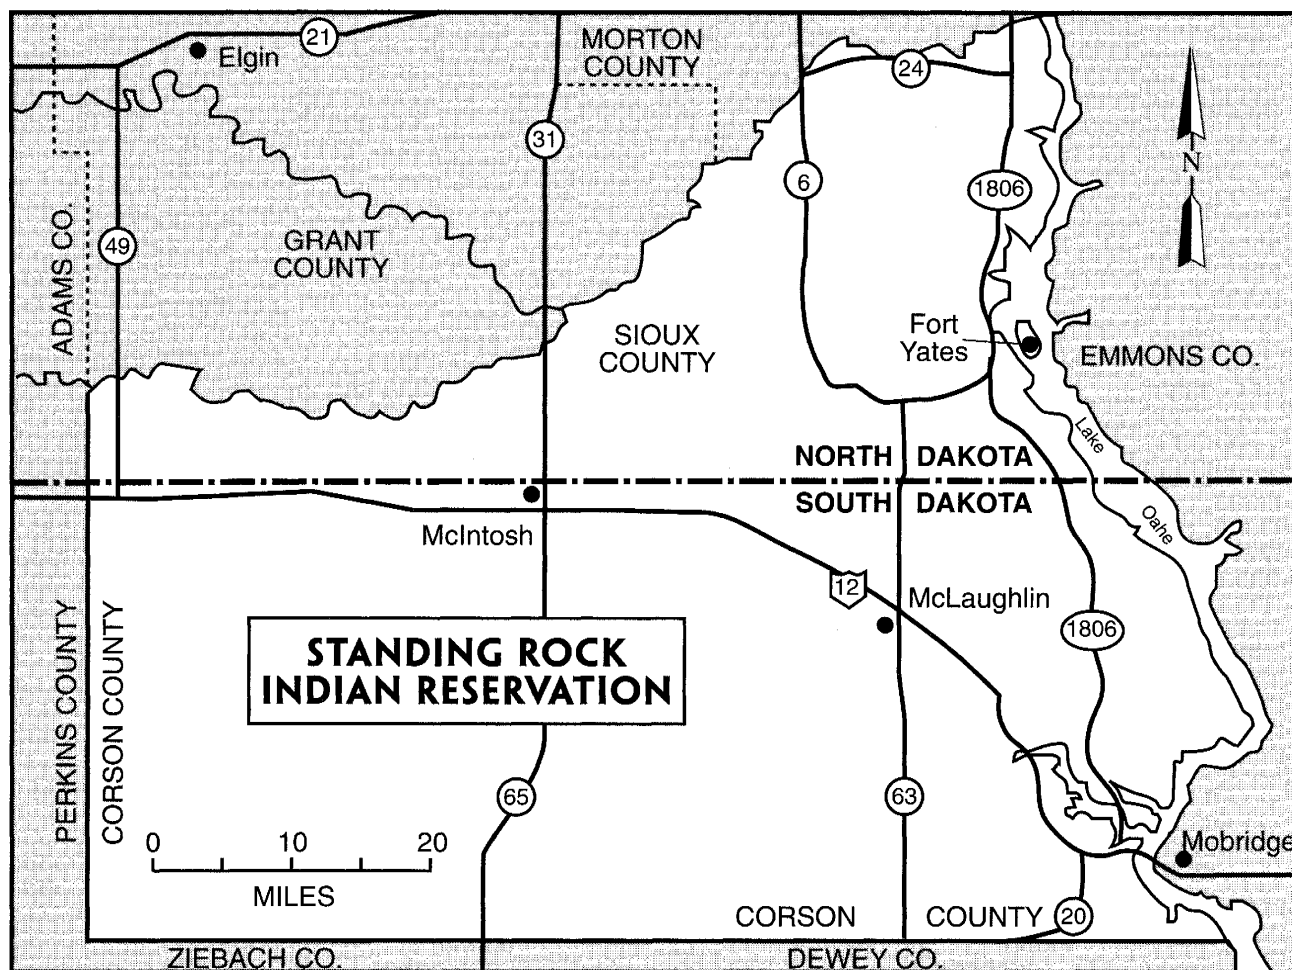 21
Elgin
MORTON
COUNTY
24
31
6
1806
N
49
ADAMS CO.
GRANT
COUNTY
SIOUX
COUNTY
Fort
Yates
EMMONS CO.
Lake
Oahe
NORTH DAKOTA
SOUTH DAKOTA
McIntosh
12
McLaughlin
1806
STANDING ROCK
INDIAN RESERVATION
PERKINS COUNTY
CORSON COUNTY
65
63
0 10 20
MILES
Mobridge
CORSON COUNTY
20
ZIEBACH CO.
DEWEY CO.